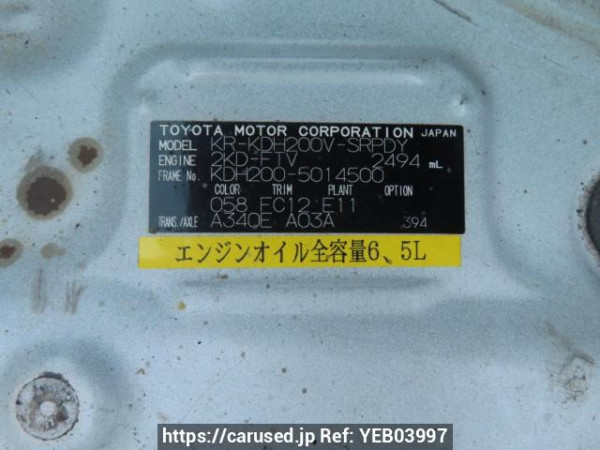 TOYOTA MOTOR CORPORATION JAPAN
MODEL KR-KDH200V-SRPDY
ENGINE 2KD-FTV 2494 mL
FRAME No. KDH200-5014500
COLOR TRIM PLANT OPTION
058 FC12 E11
TRANS./AXLE A340E A03A 394
エンジンオイル全容量6、5L
https://carused.jp Ref: YEB03997